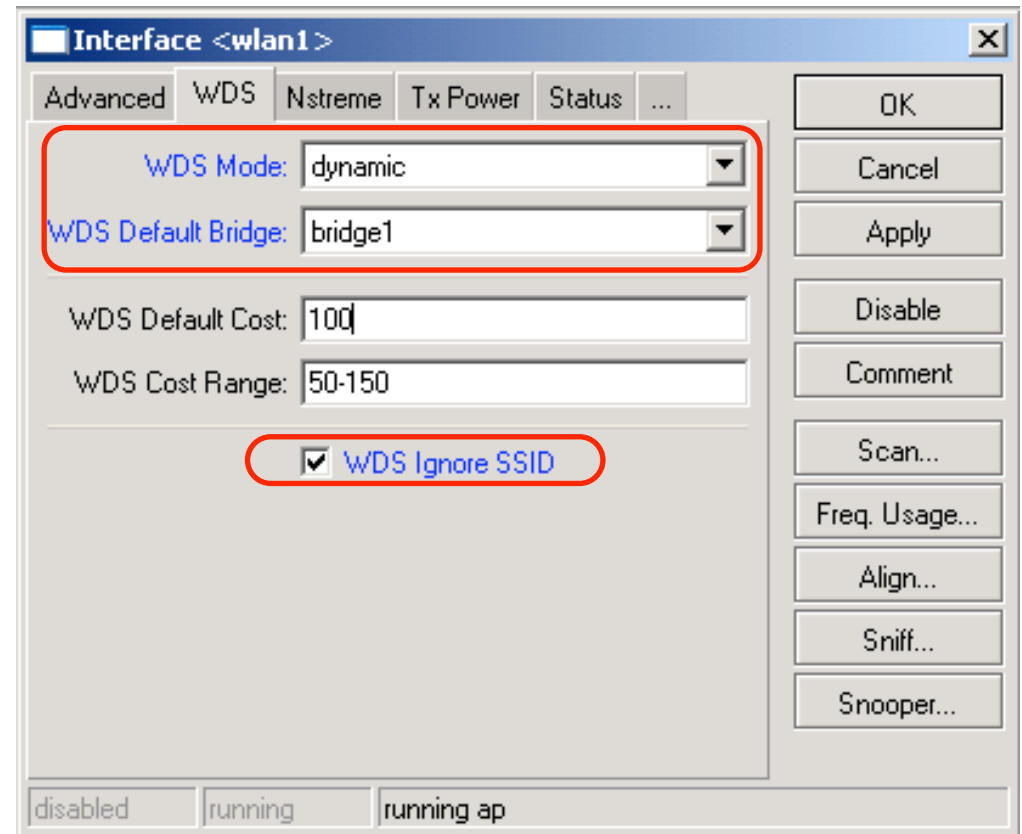 Interface <wlan1>
Advanced WDS Nstreme Tx Power Status ...
WDS Mode: dynamic
WDS Default Bridge: bridge1
WDS Default Cost: 100
WDS Cost Range: 50-150
WDS Ignore SSID
OK
Cancel
Apply
Disable
Comment
Scan...
Freq. Usage...
Align...
Sniff...
Snooper...
disabled running running ap